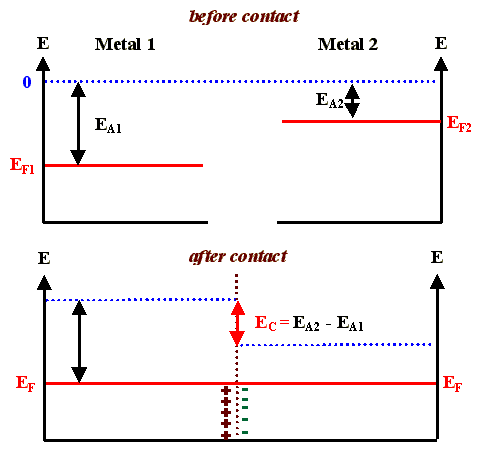 before contact
E Metal 1 Metal 2 E
0
E_A1 E_A2
E_F1 E_F2
after contact
E E
E_C = E_A2 - E_A1
E_F E_F
+ -
+ -
+ -
+ -
+ -